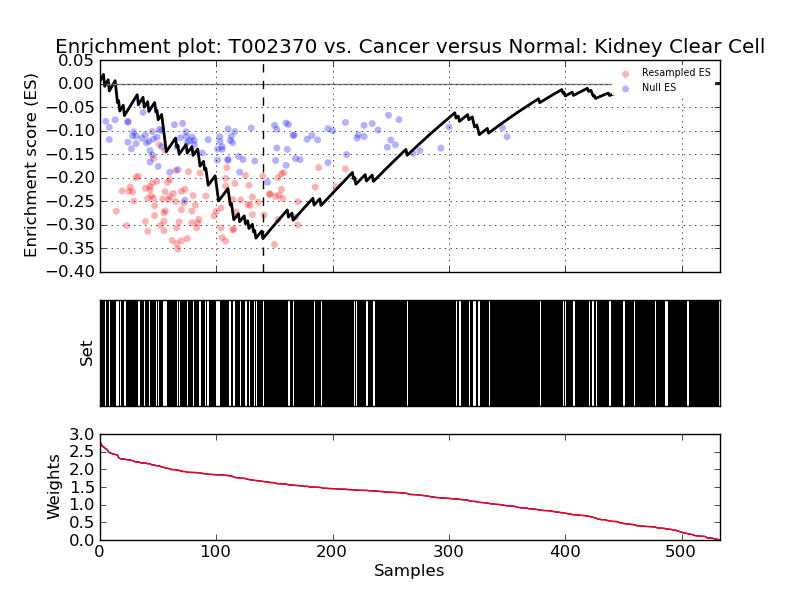 Enrichment plot: T002370 vs. Cancer versus Normal: Kidney Clear Cell
0.05
0.00
−0.05
−0.10
−0.15
−0.20
−0.25
−0.30
−0.35
−0.40
Enrichment score (ES)
Resampled ES
Null ES
Set
3.0
2.5
2.0
1.5
1.0
0.5
0.0
Weights
0 100 200 300 400 500
Samples